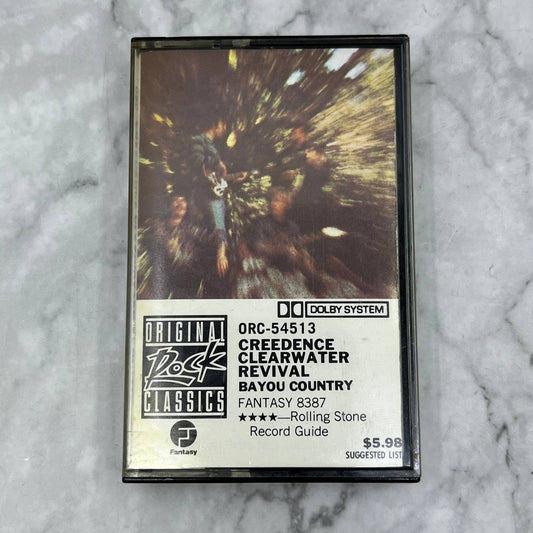 DOLBY SYSTEM
ORIGINAL
Rock
CLASSICS
Fantasy
ORC-54513
CREEDENCE
CLEARWATER
REVIVAL
BAYOU COUNTRY
FANTASY 8387
★★★★—Rolling Stone
Record Guide
$5.98
SUGGESTED LIST